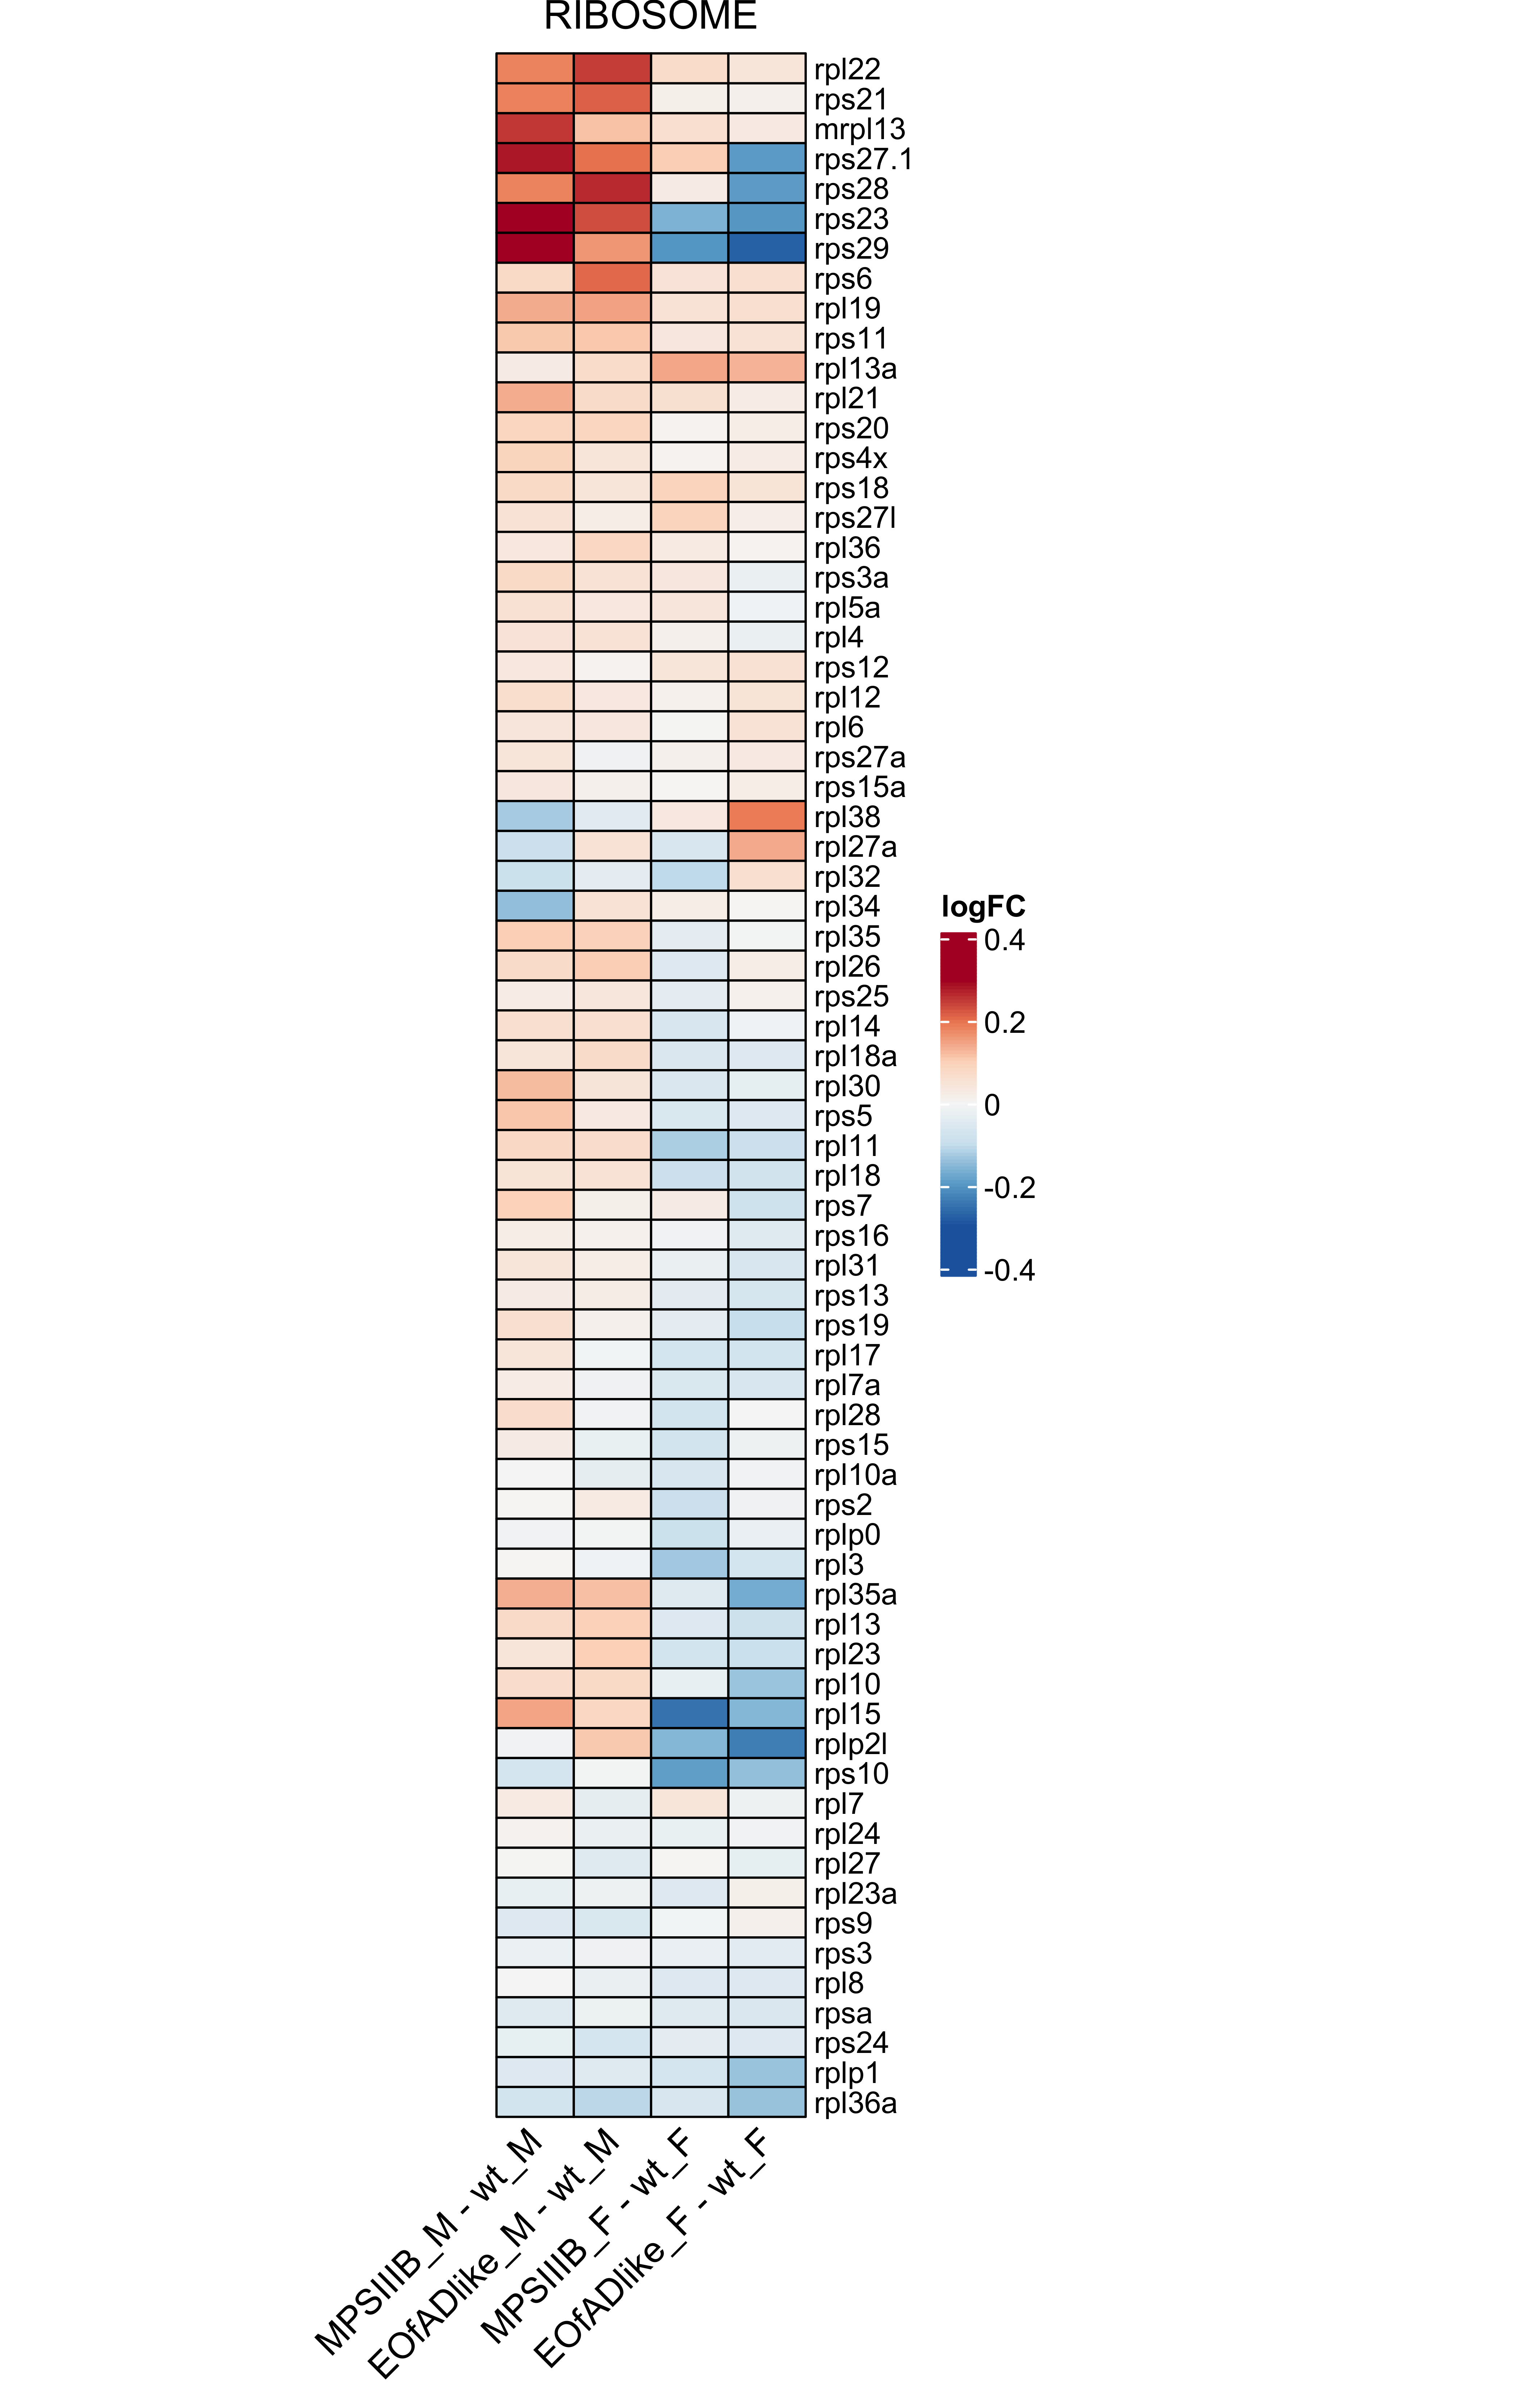 RIBOSOME
rpl22
rps21
mrpl13
rps27.1
rps28
rps23
rps29
rps6
rpl19
rps11
rpl13a
rpl21
rps20
rps4x
rps18
rps27l
rpl36
rps3a
rpl5a
rpl4
rps12
rpl12
rpl6
rps27a
rps15a
rpl38
rpl27a
rpl32
rpl34
rpl35
rpl26
rps25
rpl14
rpl18a
rpl30
rps5
rpl11
rpl18
rps7
rps16
rpl31
rps13
rps19
rpl17
rpl7a
rpl28
rps15
rpl10a
rps2
rplp0
rpl3
rpl35a
rpl13
rpl23
rpl10
rpl15
rplp2l
rps10
rpl7
rpl24
rpl27
rpl23a
rps9
rps3
rpl8
rpsa
rps24
rplp1
rpl36a
logFC
0.4
0.2
0
-0.2
-0.4
MPSIIIB_M - wt_M
EOfADlike_M - wt_M
MPSIIIB_F - wt_F
EOfADlike_F - wt_F